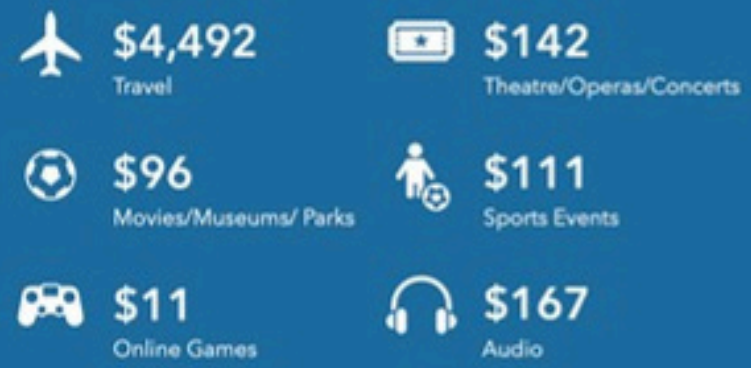 $4,492
Travel
$142
Theatre/Operas/Concerts
$96
Movies/Museums/ Parks
$111
Sports Events
$11
Online Games
$167
Audio